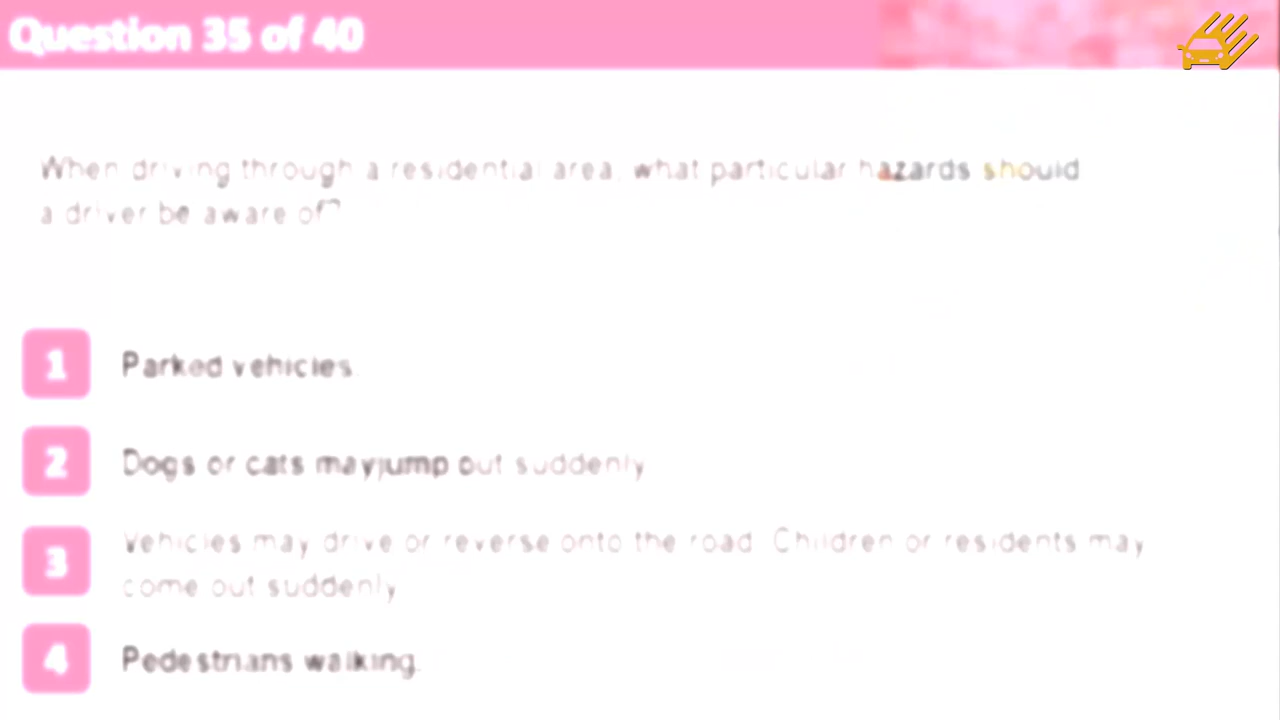 Question 35 of 40
When driving through a residential area, what particular hazards should
a driver be aware of?
1
Parked vehicles.
2
Dogs or cats may jump out suddenly
3
Vehicles may drive or reverse onto the road. Children or residents may
come out suddenly
4
Pedestrians walking.